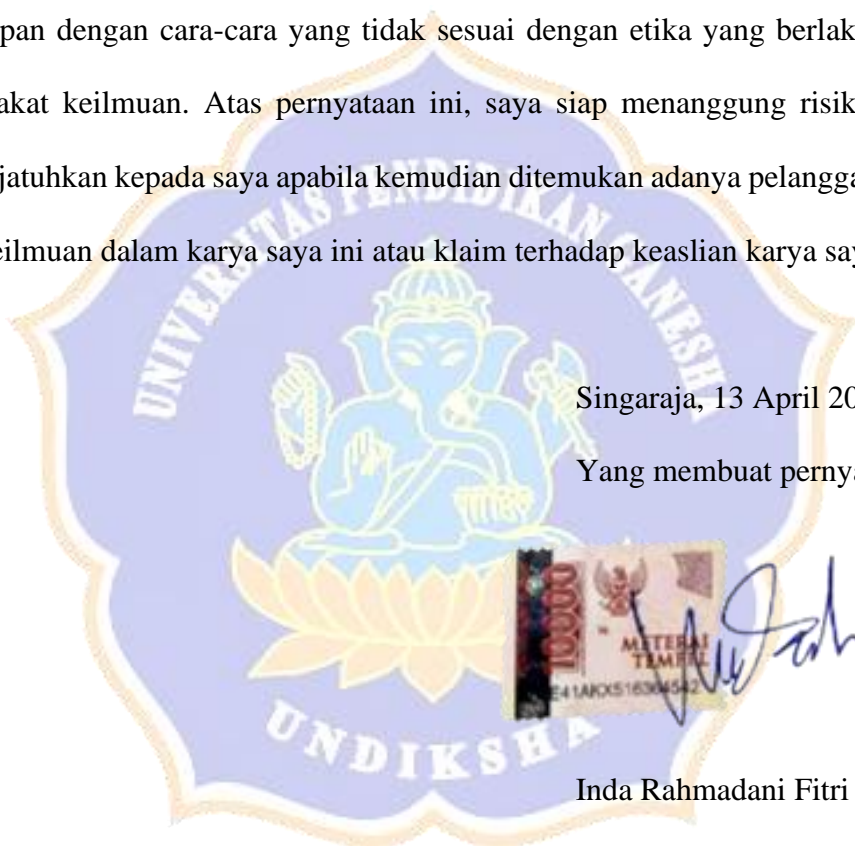 pan dengan cara-cara yang tidak sesuai dengan etika yang berlak
akat keilmuan. Atas pernyataan ini, saya siap menanggung risik
jatuhkan kepada saya apabila kemudian ditemukan adanya pelangga
eilmuan dalam karya saya ini atau klaim terhadap keaslian karya say
UNIVERSITAS PENDIDIKAN GANESHA
Singaraja, 13 April 20
Yang membuat pernya
10000
METERAI
TEMPEL
E41AKX516364542
UNDIKSHA
Inda Rahmadani Fitri